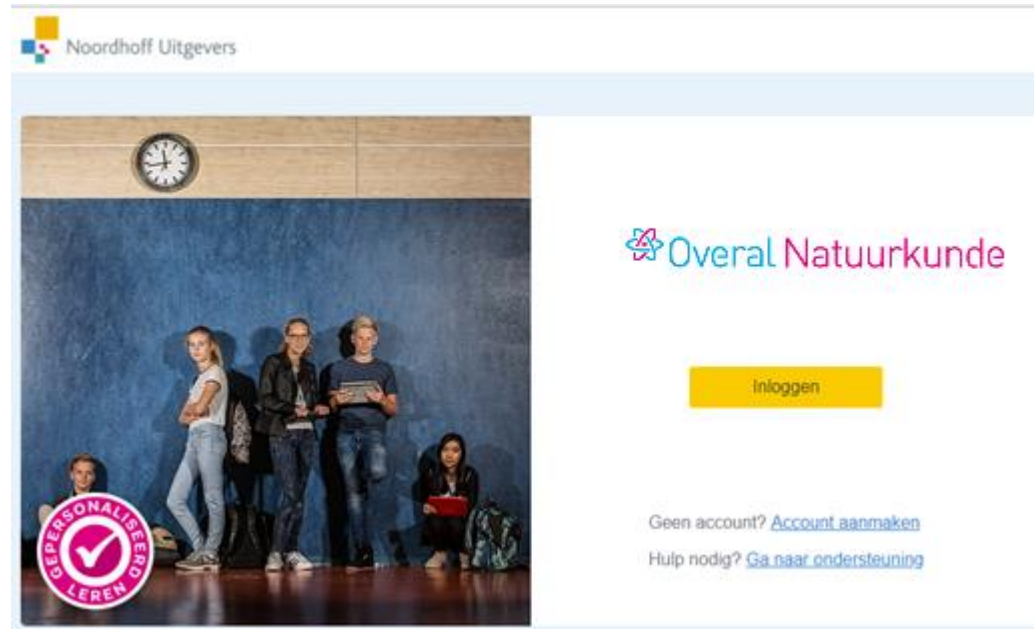 Noordhoff Uitgevers
Overal Natuurkunde
Inloggen
GEPERSONALISEERD
LEREN
Geen account? Account aanmaken
Hulp nodig? Ga naar ondersteuning